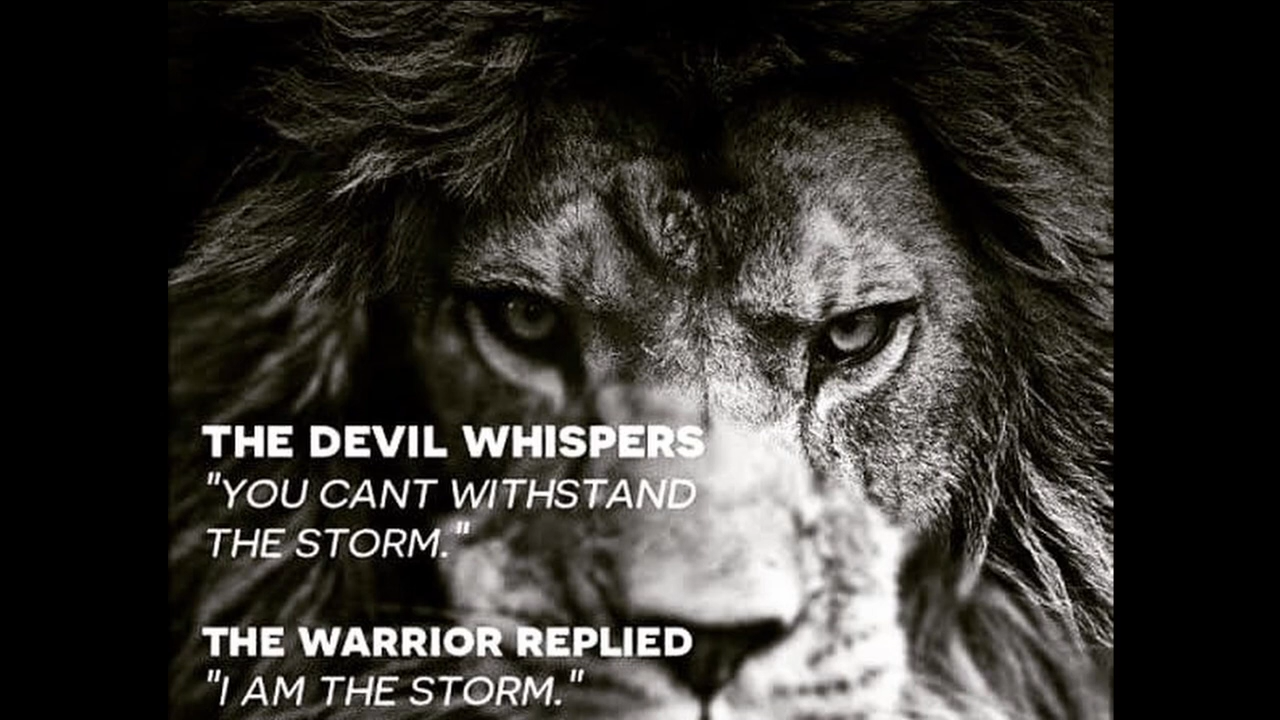 THE DEVIL WHISPERS
"YOU CANT WITHSTAND
THE STORM."
THE WARRIOR REPLIED
"I AM THE STORM."